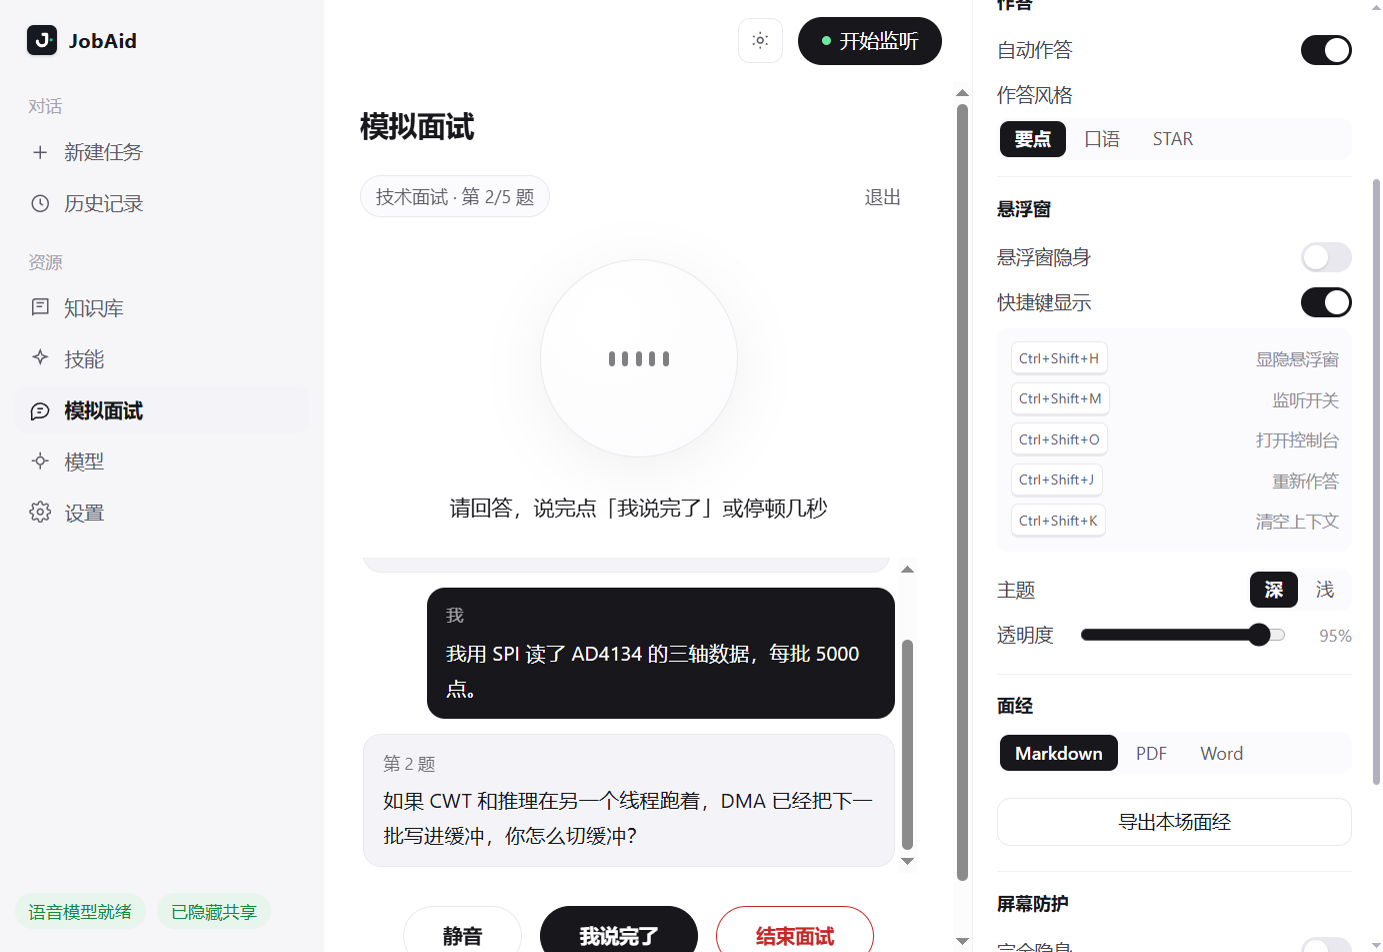 JobAid
对话
新建任务
历史记录
资源
知识库
技能
模拟面试
模型
设置
语音模型就绪
已隐藏共享
开始监听
模拟面试
技术面试 · 第 2/5 题
退出
请回答，说完点「我说完了」或停顿几秒
我
我用 SPI 读了 AD4134 的三轴数据，每批 5000
点。
第 2 题
如果 CWT 和推理在另一个线程跑着，DMA 已经把下一
批写进缓冲，你怎么切缓冲？
静音
我说完了
结束面试
作答
自动作答
作答风格
要点 口语 STAR
悬浮窗
悬浮窗隐身
快捷键显示
Ctrl+Shift+H 显隐悬浮窗
Ctrl+Shift+M 监听开关
Ctrl+Shift+O 打开控制台
Ctrl+Shift+J 重新作答
Ctrl+Shift+K 清空上下文
主题 深 浅
透明度 95%
面经
Markdown PDF Word
导出本场面经
屏幕防护
完全隐身